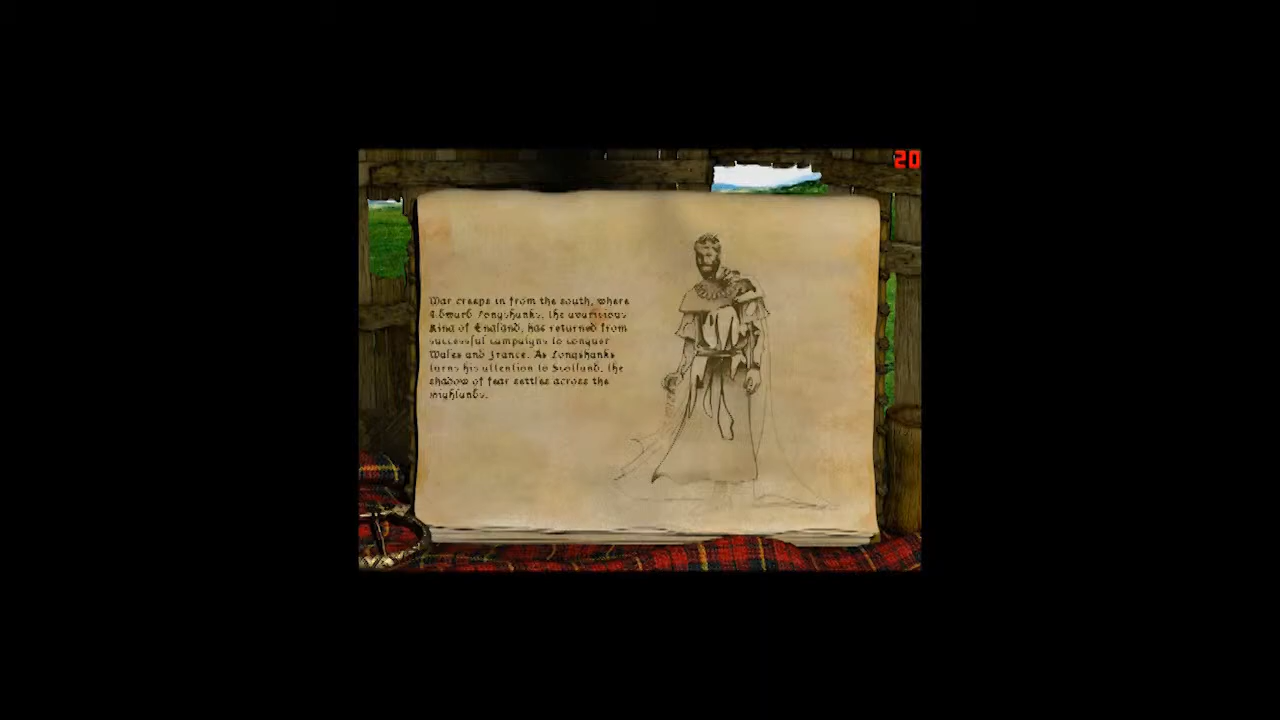 20
War creeps in from the south, where
Edward Longshanks, the avaricious
King of England, has returned from
successful campaigns to conquer
Wales and France. As Longshanks
turns his attention to Scotland, the
shadow of fear settles across the
Highlands.